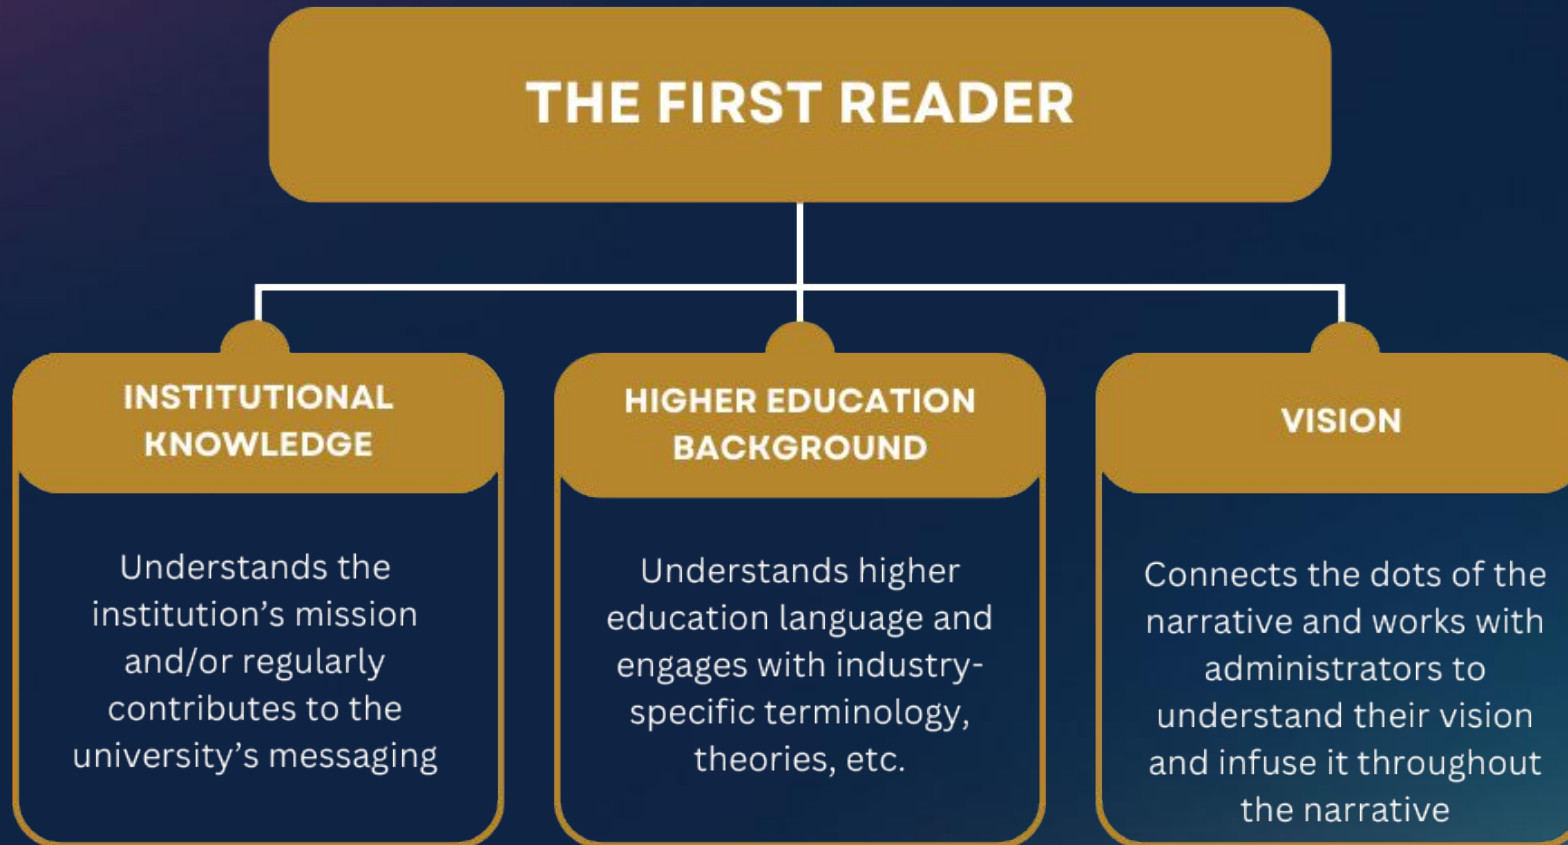 THE FIRST READER
INSTITUTIONAL
KNOWLEDGE
Understands the
institution’s mission
and/or regularly
contributes to the
university’s messaging
HIGHER EDUCATION
BACKGROUND
Understands higher
education language and
engages with industry-
specific terminology,
theories, etc.
VISION
Connects the dots of the
narrative and works with
administrators to
understand their vision
and infuse it throughout
the narrative